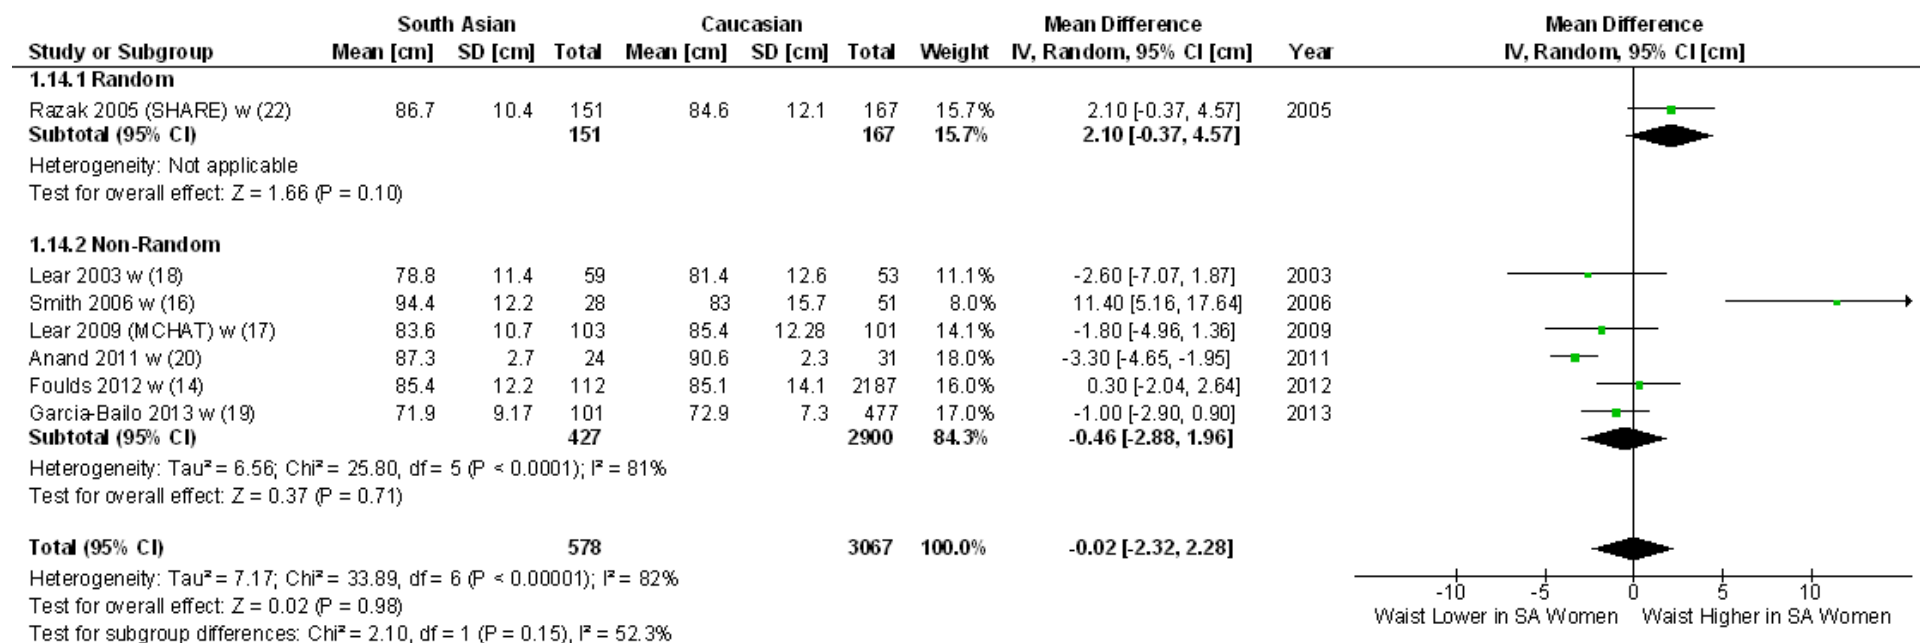 South Asian Caucasian Mean Difference Mean Difference
Study or Subgroup Mean [cm] SD [cm] Total Mean [cm] SD [cm] Total Weight IV, Random, 95% CI [cm] Year IV, Random, 95% CI [cm]
1.14.1 Random
Razak 2005 (SHARE) w (22) 86.7 10.4 151 84.6 12.1 167 15.7% 2.10 [-0.37, 4.57] 2005
Subtotal (95% CI) 151 167 15.7% 2.10 [-0.37, 4.57]
Heterogeneity: Not applicable
Test for overall effect: Z = 1.66 (P = 0.10)
1.14.2 Non-Random
Lear 2003 w (18) 78.8 11.4 59 81.4 12.6 53 11.1% -2.60 [-7.07, 1.87] 2003
Smith 2006 w (16) 94.4 12.2 28 83 15.7 51 8.0% 11.40 [5.16, 17.64] 2006
Lear 2009 (MCHAT) w (17) 83.6 10.7 103 85.4 12.28 101 14.1% -1.80 [-4.96, 1.36] 2009
Anand 2011 w (20) 87.3 2.7 24 90.6 2.3 31 18.0% -3.30 [-4.65, -1.95] 2011
Foulds 2012 w (14) 85.4 12.2 112 85.1 14.1 2187 16.0% 0.30 [-2.04, 2.64] 2012
Garcia-Bailo 2013 w (19) 71.9 9.17 101 72.9 7.3 477 17.0% -1.00 [-2.90, 0.90] 2013
Subtotal (95% CI) 427 2900 84.3% -0.46 [-2.88, 1.96]
Heterogeneity: Tau² = 6.56; Chi² = 25.80, df = 5 (P < 0.0001); I² = 81%
Test for overall effect: Z = 0.37 (P = 0.71)
Total (95% CI) 578 3067 100.0% -0.02 [-2.32, 2.28]
Heterogeneity: Tau² = 7.17; Chi² = 33.89, df = 6 (P < 0.00001); I² = 82%
Test for overall effect: Z = 0.02 (P = 0.98)
Test for subgroup differences: Chi² = 2.10, df = 1 (P = 0.15), I² = 52.3%
-10 -5 0 5 10
Waist Lower in SA Women Waist Higher in SA Women